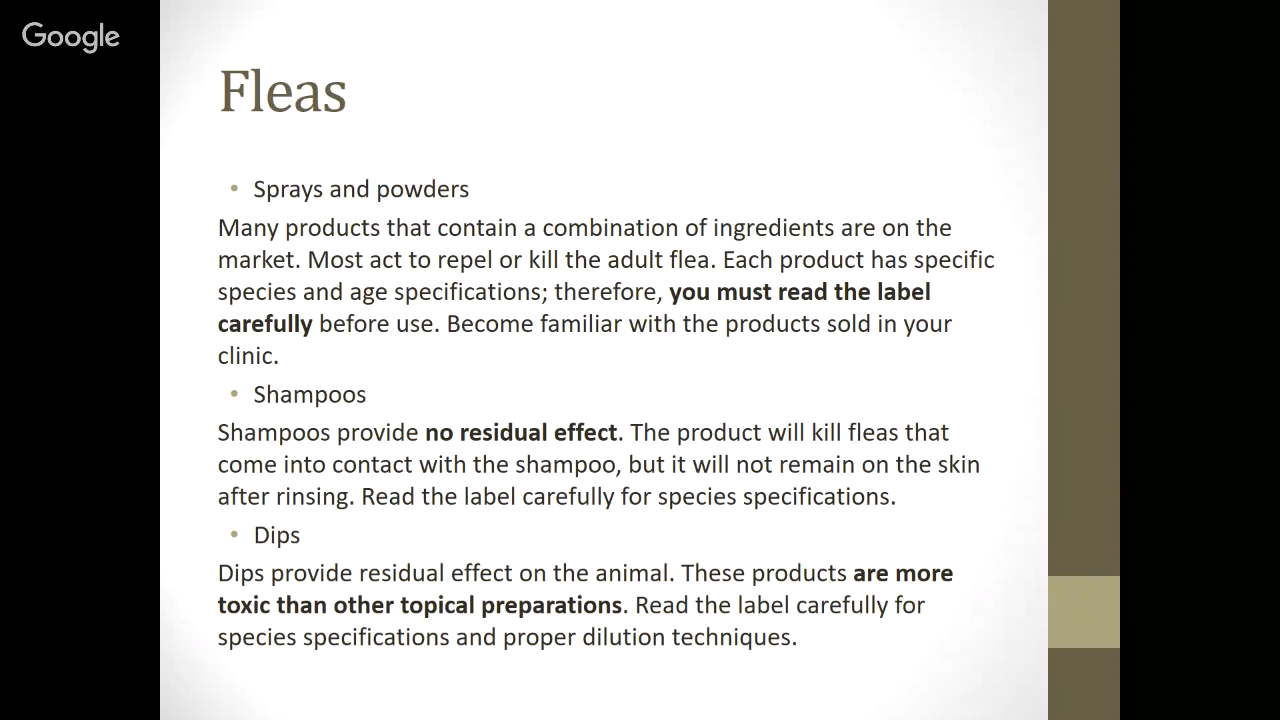 Google
Fleas
• Sprays and powders
Many products that contain a combination of ingredients are on the
market. Most act to repel or kill the adult flea. Each product has specific
species and age specifications; therefore, you must read the label
carefully before use. Become familiar with the products sold in your
clinic.
• Shampoos
Shampoos provide no residual effect. The product will kill fleas that
come into contact with the shampoo, but it will not remain on the skin
after rinsing. Read the label carefully for species specifications.
• Dips
Dips provide residual effect on the animal. These products are more
toxic than other topical preparations. Read the label carefully for
species specifications and proper dilution techniques.